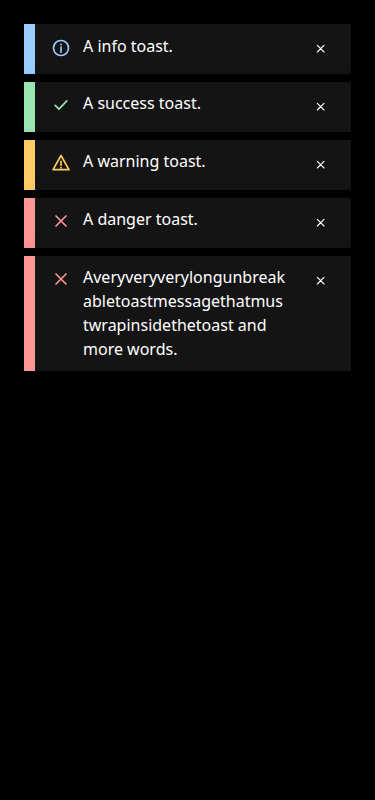 A info toast.
A success toast.
A warning toast.
A danger toast.
Averyveryverylongunbreak
abletoastmessagethatmus
twrapinsidethetoast and
more words.